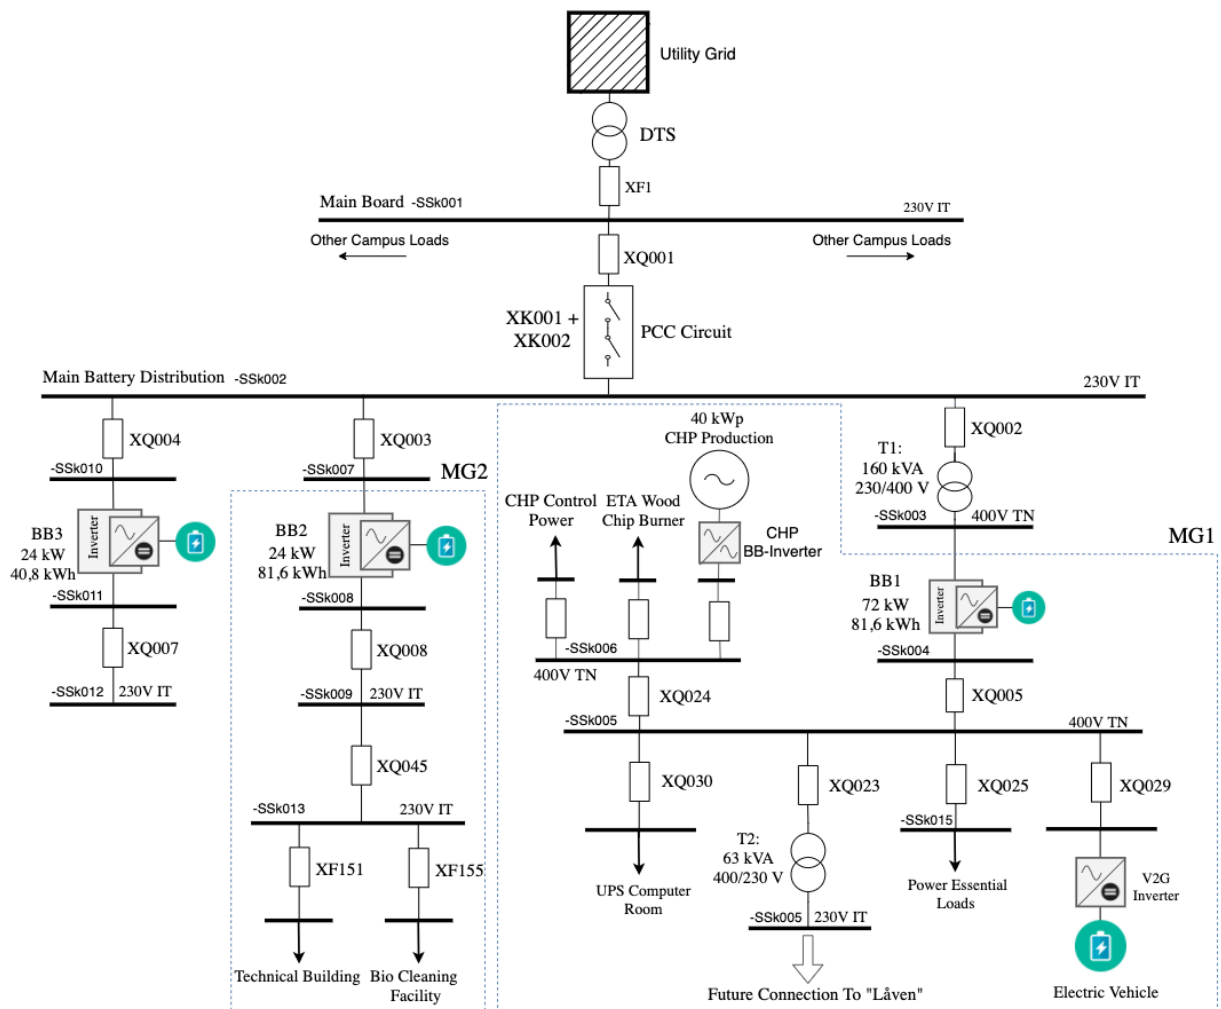 Utility Grid
DTS
XF1
Main Board -SSk001
230V IT
Other Campus Loads
Other Campus Loads
XQ001
XK001 +
XK002
PCC Circuit
Main Battery Distribution -SSk002
230V IT
XQ004
XQ003
XQ002
-SSk010
-SSk007
MG2
40 kWp
CHP Production
T1:
160 kVA
230/400 V
-SSk003
400V TN
MG1
CHP Control
Power
ETA Wood
Chip Burner
CHP
BB-Inverter
BB3
24 kW
40,8 kWh
Inverter
BB2
24 kW
81,6 kWh
Inverter
BB1
72 kW
81,6 kWh
Inverter
-SSk011
-SSk008
-SSk006
400V TN
-SSk004
XQ007
XQ008
XQ024
XQ005
-SSk012
230V IT
-SSk009
230V IT
-SSk005
400V TN
XQ045
XQ030
XQ023
XQ025
XQ029
-SSk013
230V IT
-SSk015
XF151
XF155
T2:
63 kVA
400/230 V
UPS Computer
Room
Power Essential
Loads
V2G
Inverter
-SSk005
230V IT
Technical Building
Bio Cleaning
Facility
Future Connection To "Låven"
Electric Vehicle